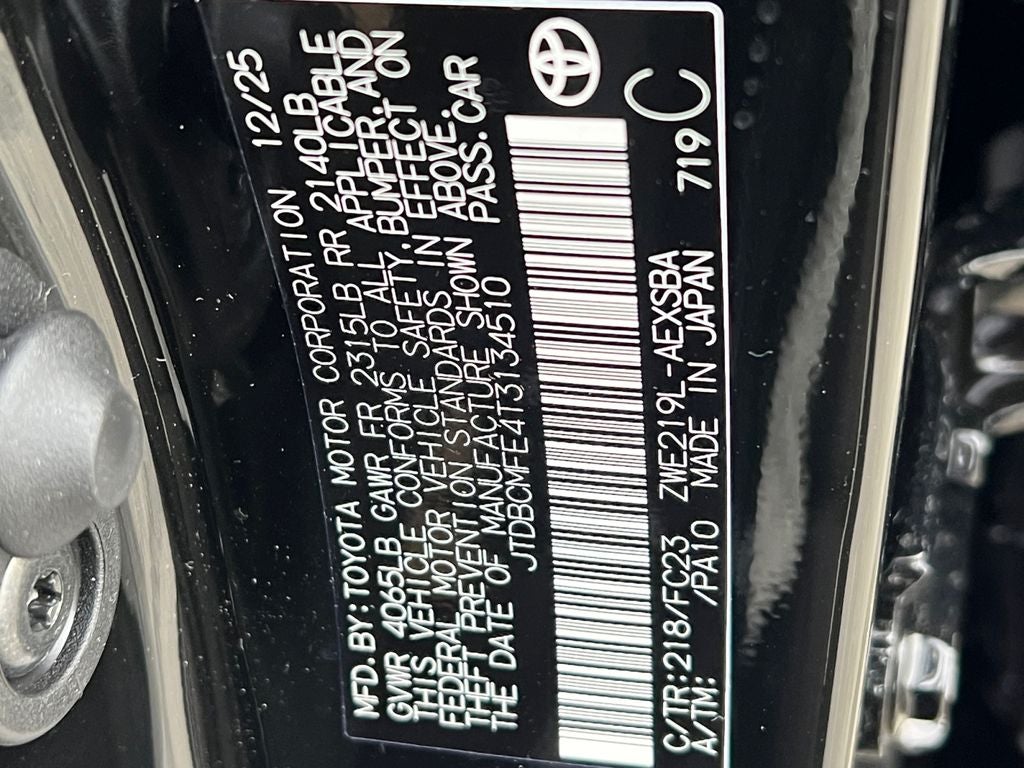 MFD. BY: TOYOTA MOTOR CORPORATION 12/25
GVWR 4065LB GAWR FR 2315LB RR 2140LB
THIS VEHICLE CONFORMS TO ALL APPLICABLE
FEDERAL MOTOR VEHICLE SAFETY, BUMPER, AND
THEFT PREVENTION STANDARDS IN EFFECT ON
THE DATE OF MANUFACTURE SHOWN ABOVE.
JTDBCMFE4T3134510 PASS. CAR
C/TR: 218/FC23 ZWE219L-AEXSBA 719 C
A/TM: /PA10 MADE IN JAPAN